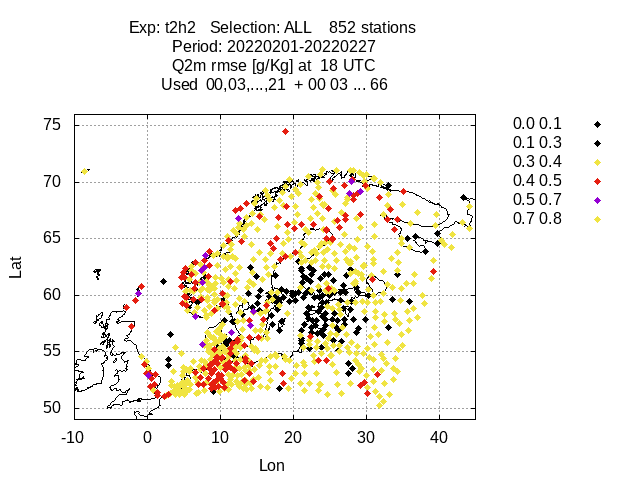 Exp: t2h2   Selection: ALL    852 stations
Period: 20220201-20220227
Q2m rmse [g/Kg] at  18 UTC
Used  00,03,...,21  + 00 03 ... 66
0.0 0.1
0.1 0.3
0.3 0.4
0.4 0.5
0.5 0.7
0.7 0.8
75
70
65
60
55
50
Lat
-10 0 10 20 30 40
Lon